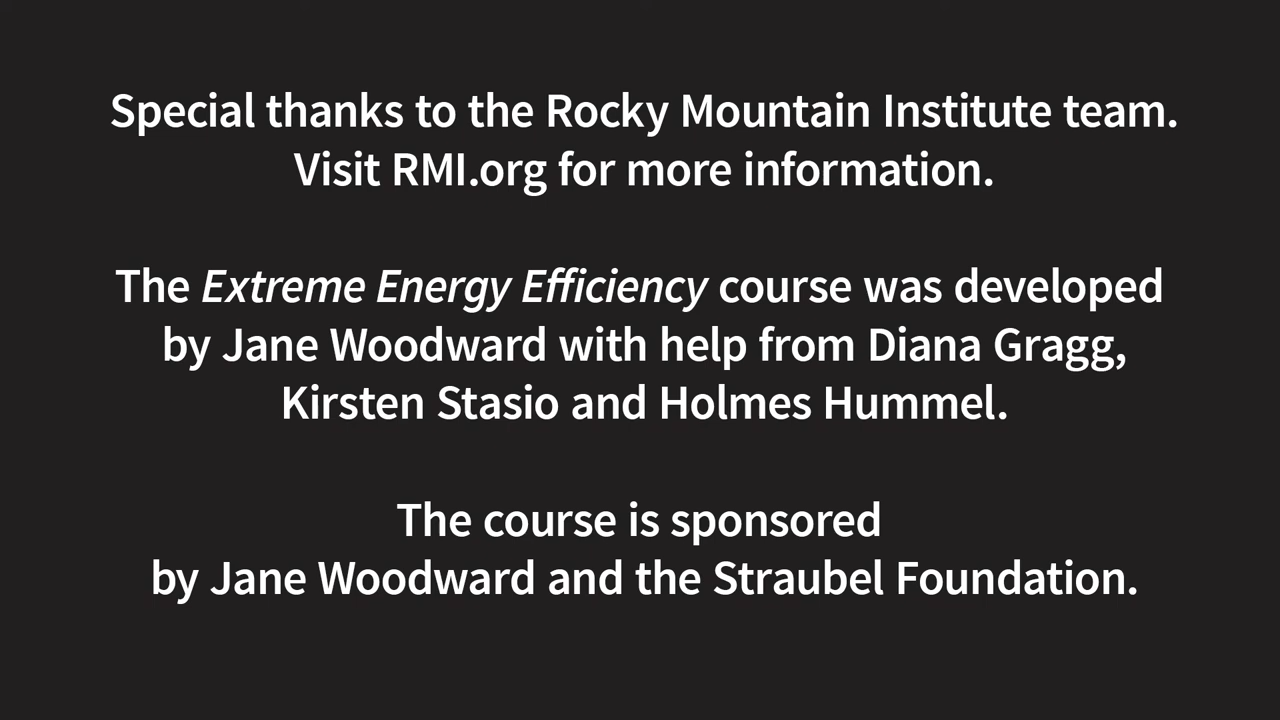 Special thanks to the Rocky Mountain Institute team.
Visit RMI.org for more information.
The Extreme Energy Efficiency course was developed
by Jane Woodward with help from Diana Gragg,
Kirsten Stasio and Holmes Hummel.
The course is sponsored
by Jane Woodward and the Straubel Foundation.